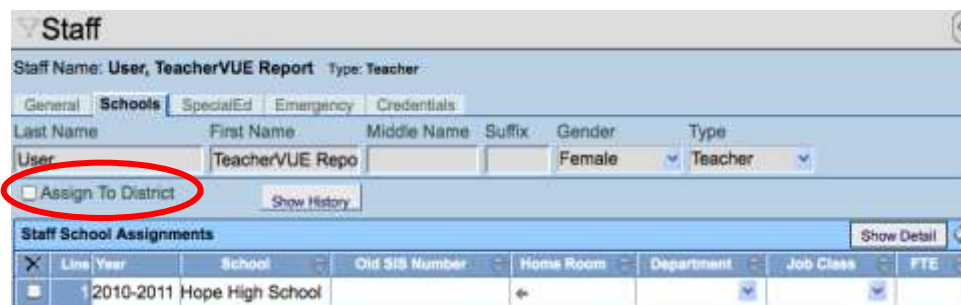 Staff
Staff Name: User, TeacherVUE Report Type: Teacher
General Schools SpecialEd Emergency Credentials
Last Name First Name Middle Name Suffix Gender Type
User TeacherVUE Repo Female Teacher
Assign To District Show History
Staff School Assignments Show Detail
Line Year School Old SIS Number Home Room Department Job Class FTE
1 2010-2011 Hope High School